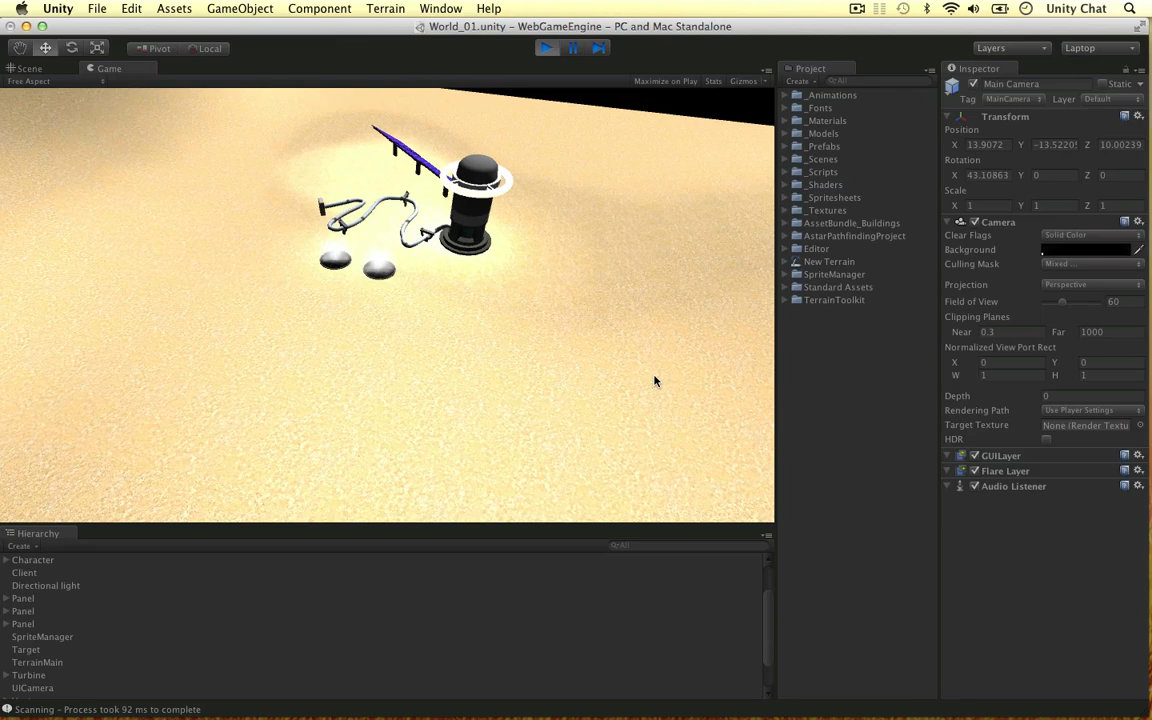 Unity File Edit Assets GameObject Component Terrain Window Help Unity Chat
World_01.unity – WebGameEngine – PC and Mac Standalone
Pivot Local Layers Laptop
Scene Game Project Inspector
Free Aspect Maximize on Play Stats Gizmos Create All
Main Camera Static
Tag MainCamera Layer Default
Transform
Position
X 13.9072 Y -13.5220 Z 10.00239
Rotation
X 43.10863 Y 0 Z 0
Scale
X 1 Y 1 Z 1
Camera
Clear Flags Solid Color
Background
Culling Mask Mixed ...
Projection Perspective
Field of View 60
Clipping Planes
Near 0.3 Far 1000
Normalized View Port Rect
X 0 Y 0
W 1 H 1
Depth 0
Rendering Path Use Player Settings
Target Texture None (Render Textu
HDR
GUILayer
Flare Layer
Audio Listener
_Animations
_Fonts
_Materials
_Models
_Prefabs
_Scenes
_Scripts
_Shaders
_Spritesheets
_Textures
AssetBundle_Buildings
AstarPathfindingProject
Editor
New Terrain
SpriteManager
Standard Assets
TerrainToolkit
Hierarchy
Create All
Character
Client
Directional light
Panel
Panel
Panel
SpriteManager
Target
TerrainMain
Turbine
UICamera
Scanning – Process took 92 ms to complete